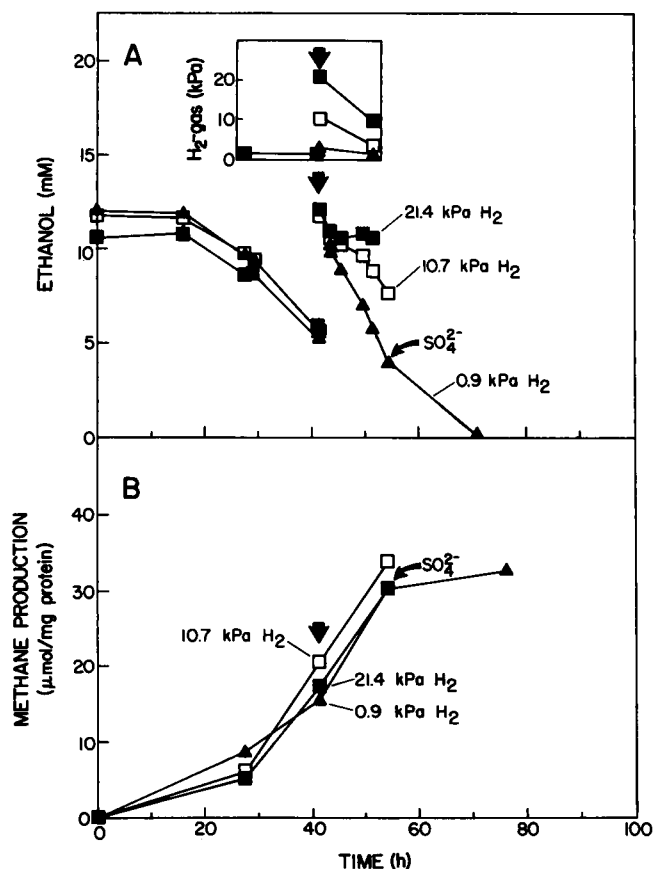 A
20
15
10
5
0
ETHANOL (mM)
20
10
0
H₂-gas (kPa)
21.4 kPa H₂
10.7 kPa H₂
SO₄²⁻
0.9 kPa H₂
B
40
30
20
10
0
METHANE PRODUCTION
(μmol/mg protein)
SO₄²⁻
10.7 kPa H₂
21.4 kPa H₂
0.9 kPa H₂
0 20 40 60 80 100
TIME (h)